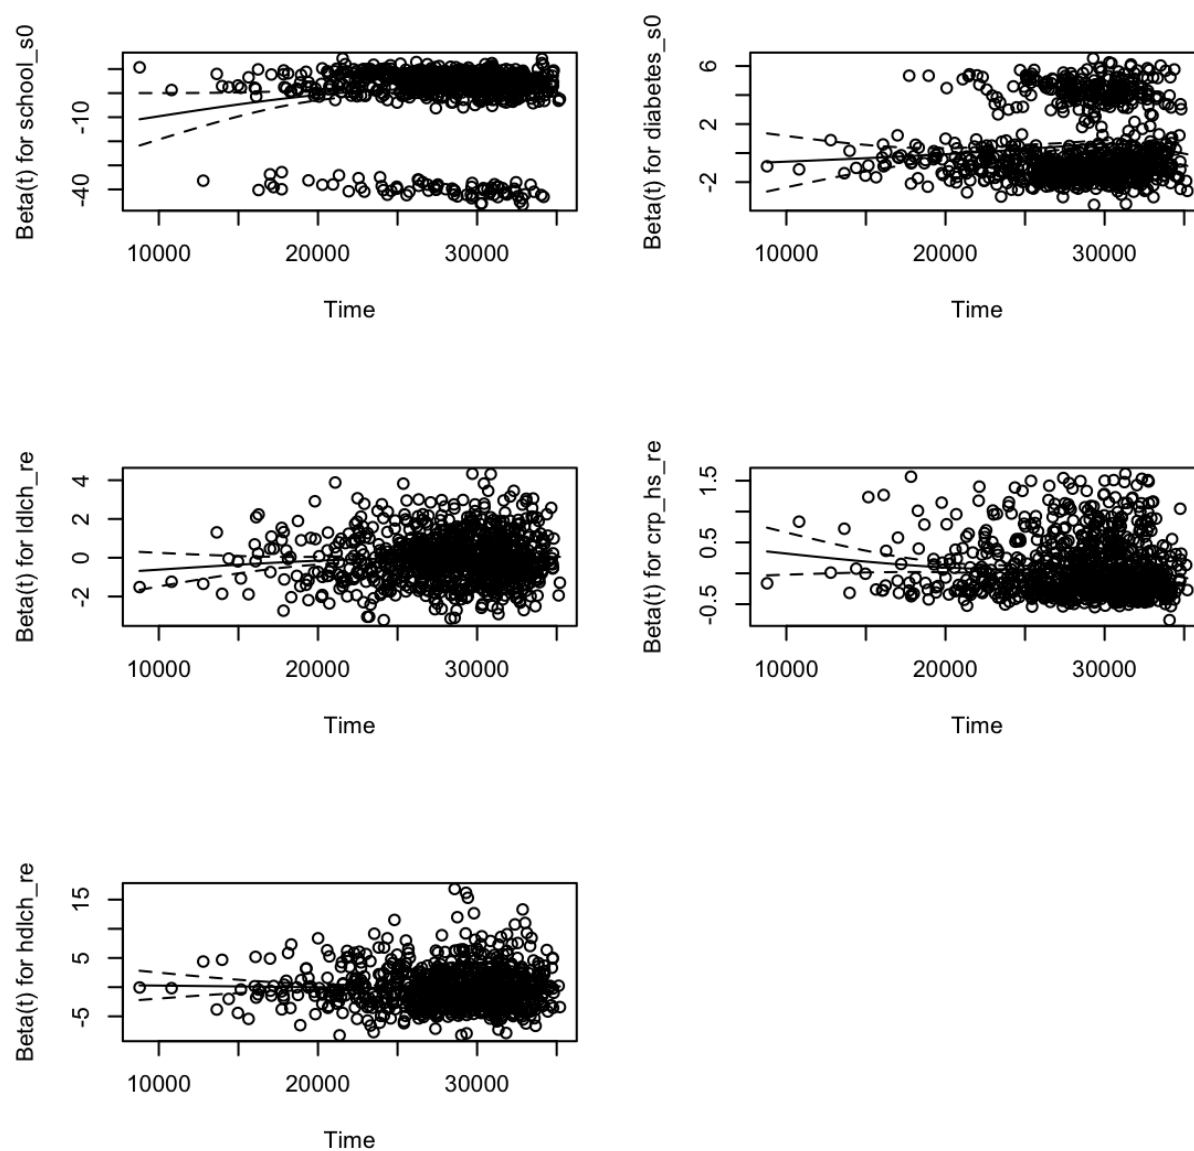 Beta(t) for school_s0
-10
-40
10000 20000 30000
Time
Beta(t) for diabetes_s0
6
2
-2
10000 20000 30000
Time
Beta(t) for ldlch_re
4
2
0
-2
10000 20000 30000
Time
Beta(t) for crp_hs_re
1.5
0.5
-0.5
10000 20000 30000
Time
Beta(t) for hdlch_re
15
5
-5
10000 20000 30000
Time